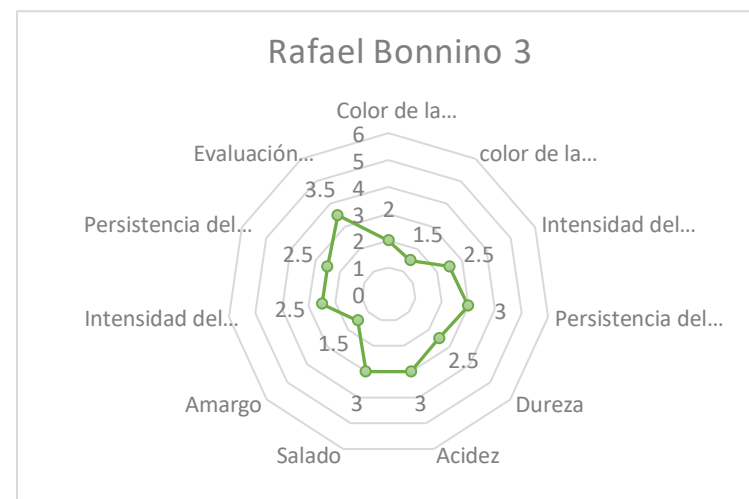 Rafael Bonnino 3
Color de la...
6
Evaluación...
color de la...
5
3.5
4
Persistencia del...
3
2
Intensidad del...
2.5
2
1.5
2.5
1
0
Intensidad del...
2.5
3
Persistencia del...
1.5
2.5
Amargo
3
3
Dureza
Salado
Acidez